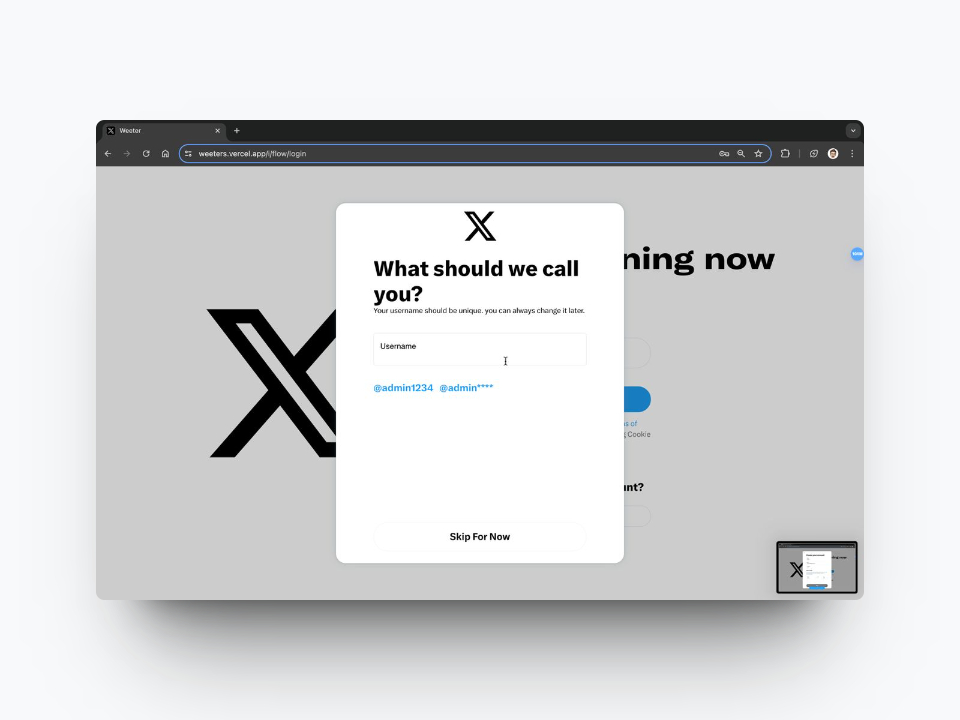 Weeter
weeters.vercel.app/i/flow/login
ning now
What should we call
you?
Your username should be unique. you can always change it later.
Username
@admin1234 @admin****
of
Cookie
unt?
Skip For Now